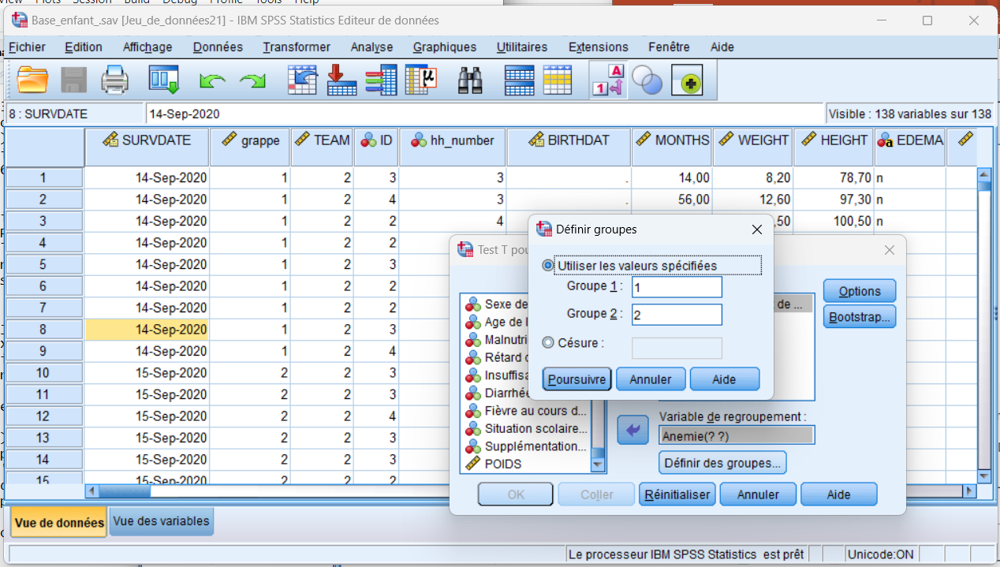 View Plots Session Build Debug Profile Tools Help
Base_enfant_.sav [Jeu_de_données21] - IBM SPSS Statistics Editeur de données
Fichier Edition Affichage Données Transformer Analyse Graphiques Utilitaires Extensions Fenêtre Aide
8 : SURVDATE 14-Sep-2020 Visible : 138 variables sur 138
SURVDATE grappe TEAM ID hh_number BIRTHDAT MONTHS WEIGHT HEIGHT EDEMA
1 14-Sep-2020 1 2 3 3 . 14,00 8,20 78,70 n
2 14-Sep-2020 1 2 4 3 . 56,00 12,60 97,30 n
3 14-Sep-2020 1 2 2 4 ,50 100,50 n
4 14-Sep-2020 1 2 2
5 14-Sep-2020 1 2 3
6 14-Sep-2020 1 2 2
7 14-Sep-2020 1 2 2
8 14-Sep-2020 1 2 3
9 14-Sep-2020 1 2 4
10 15-Sep-2020 2 2 3
11 15-Sep-2020 2 2 3
12 15-Sep-2020 2 2 4
13 15-Sep-2020 2 2 3
14 15-Sep-2020 2 2 3
15 15-Sep-2020 2 2 2
Test T pou
Définir groupes
Utiliser les valeurs spécifiées
Groupe 1 : 1
Groupe 2 : 2
Césure :
Poursuivre Annuler Aide
Sexe de
Age de l
Malnutri
Rétard d
Insuffisa
Diarrhée
Fièvre au cours d...
Situation scolaire...
Supplémentation...
POIDS
de ...
Options
Bootstrap...
Variable de regroupement :
Anemie(? ?)
Définir des groupes...
OK Coller Réinitialiser Annuler Aide
Vue de données Vue des variables
Le processeur IBM SPSS Statistics est prêt Unicode:ON